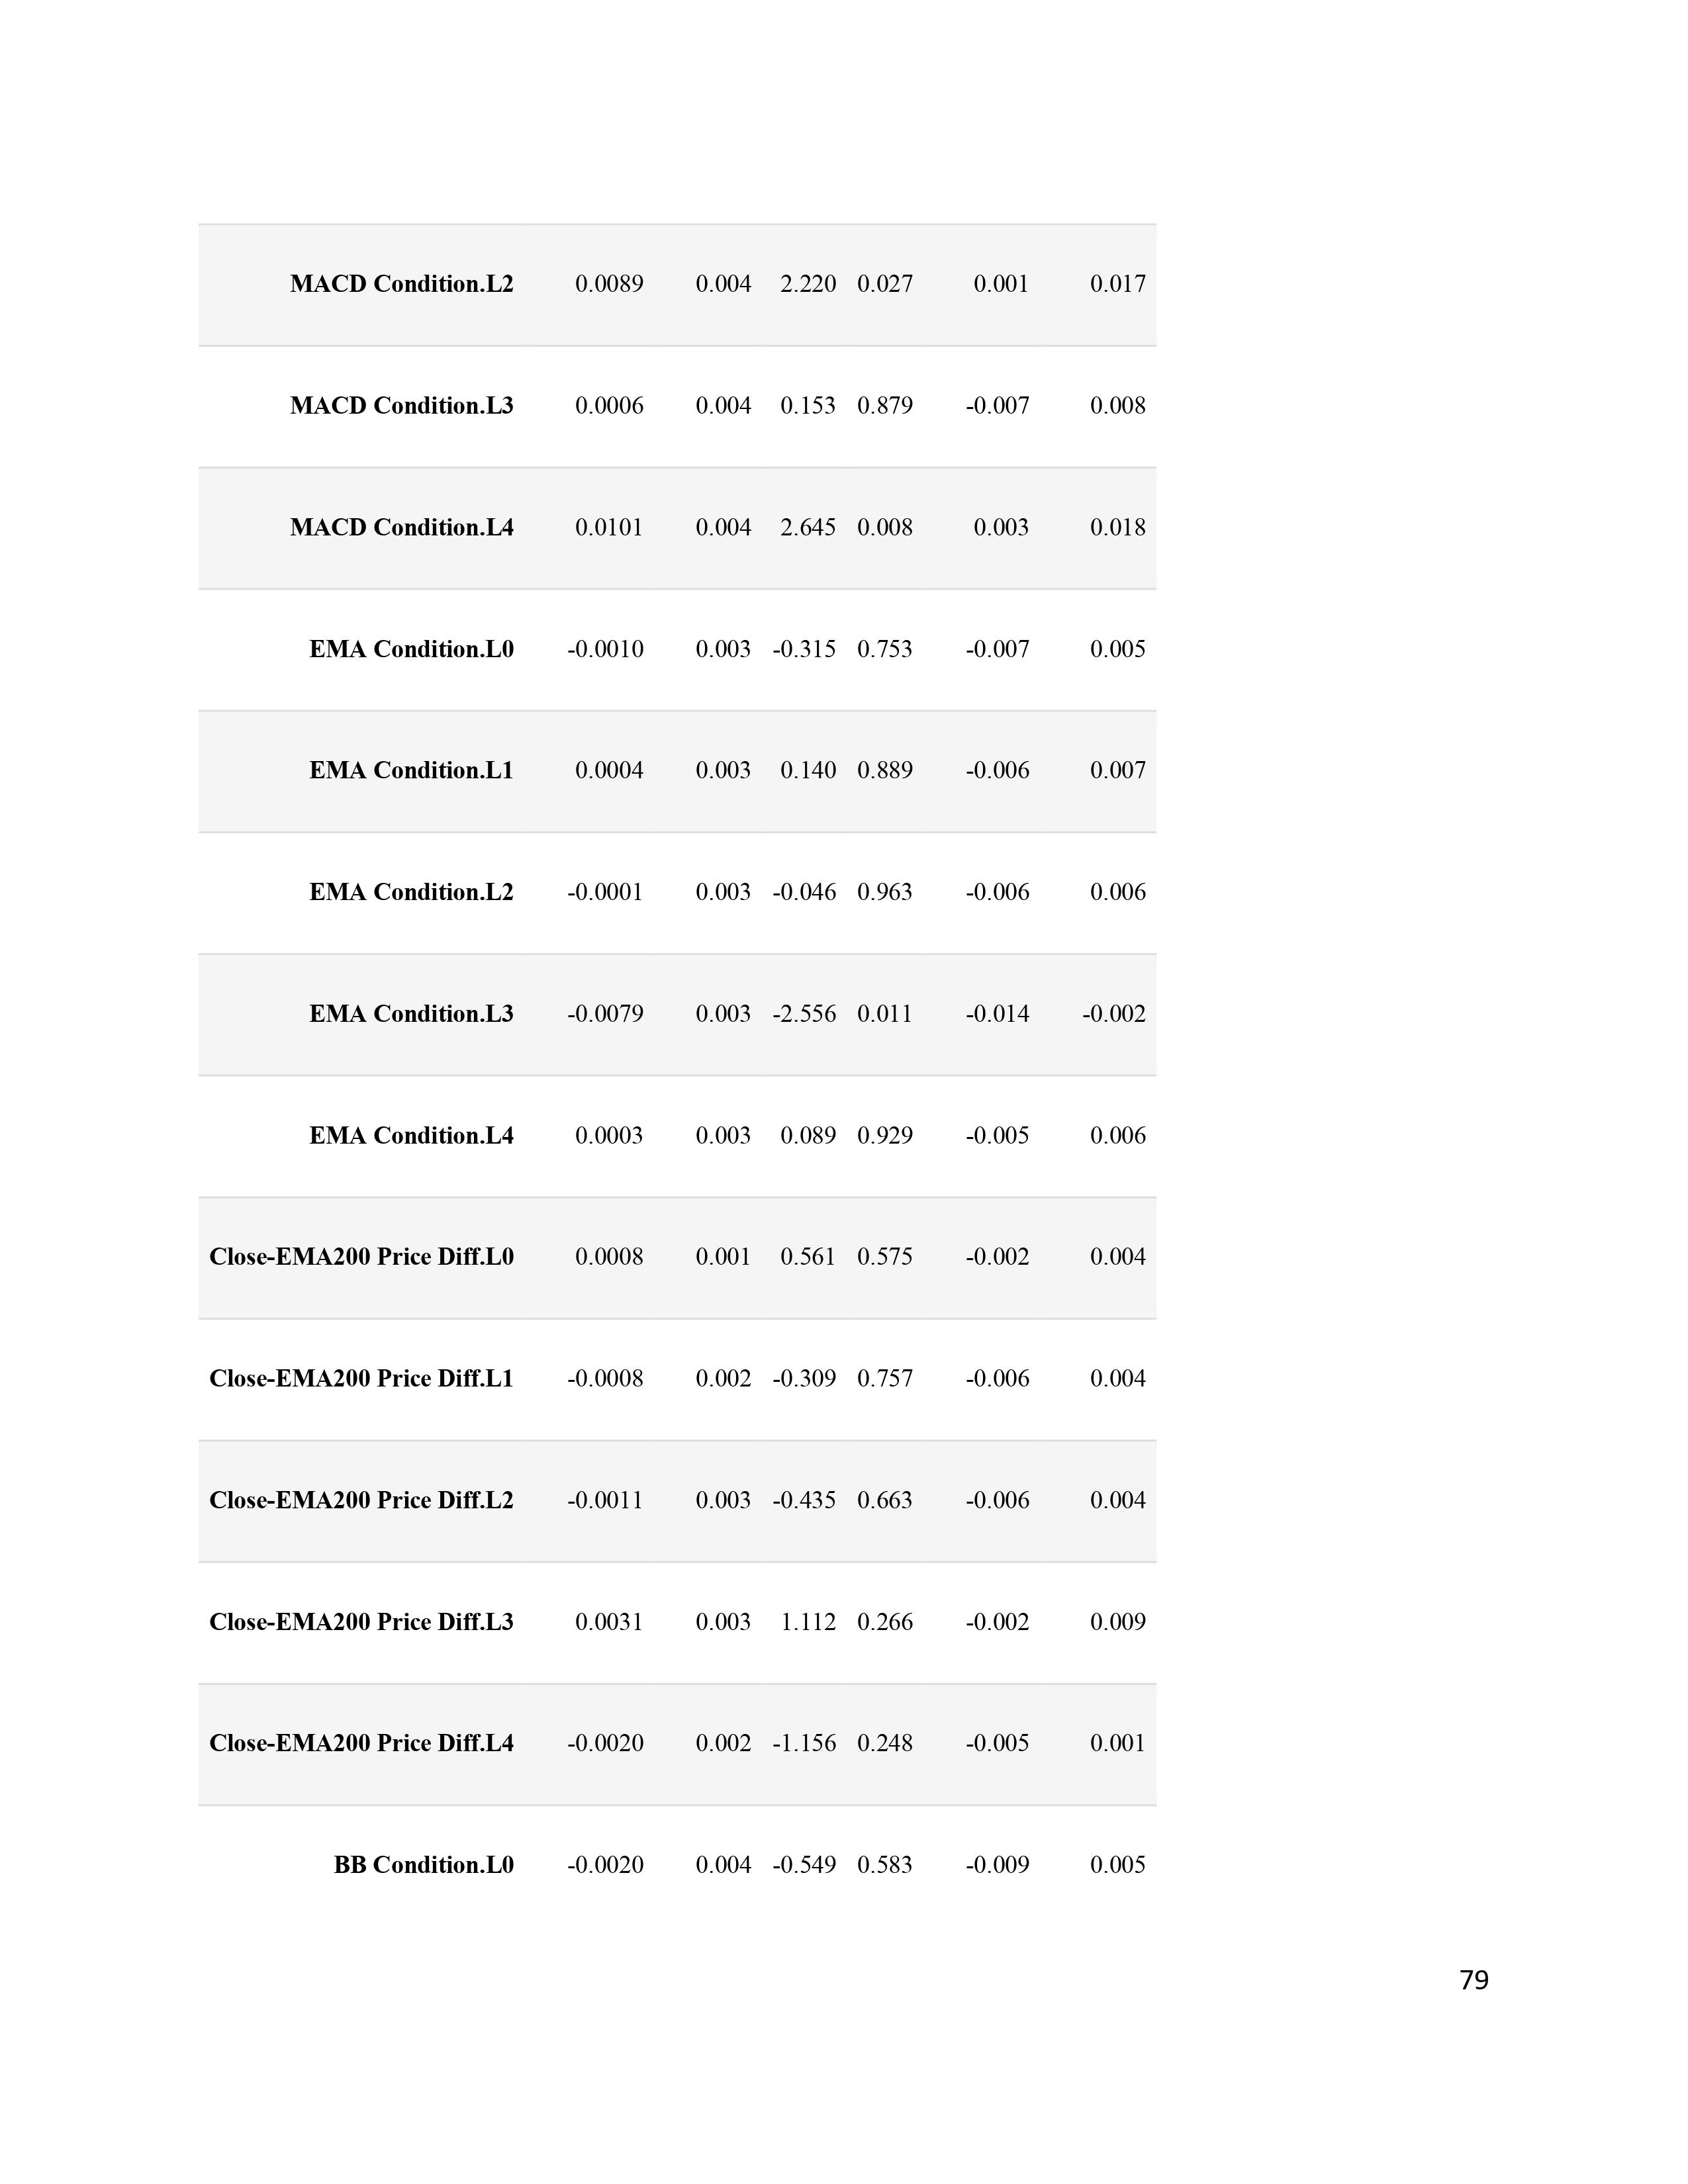 MACD Condition.L2 0.0089 0.004 2.220 0.027 0.001 0.017
MACD Condition.L3 0.0006 0.004 0.153 0.879 -0.007 0.008
MACD Condition.L4 0.0101 0.004 2.645 0.008 0.003 0.018
EMA Condition.L0 -0.0010 0.003 -0.315 0.753 -0.007 0.005
EMA Condition.L1 0.0004 0.003 0.140 0.889 -0.006 0.007
EMA Condition.L2 -0.0001 0.003 -0.046 0.963 -0.006 0.006
EMA Condition.L3 -0.0079 0.003 -2.556 0.011 -0.014 -0.002
EMA Condition.L4 0.0003 0.003 0.089 0.929 -0.005 0.006
Close-EMA200 Price Diff.L0 0.0008 0.001 0.561 0.575 -0.002 0.004
Close-EMA200 Price Diff.L1 -0.0008 0.002 -0.309 0.757 -0.006 0.004
Close-EMA200 Price Diff.L2 -0.0011 0.003 -0.435 0.663 -0.006 0.004
Close-EMA200 Price Diff.L3 0.0031 0.003 1.112 0.266 -0.002 0.009
Close-EMA200 Price Diff.L4 -0.0020 0.002 -1.156 0.248 -0.005 0.001
BB Condition.L0 -0.0020 0.004 -0.549 0.583 -0.009 0.005
79